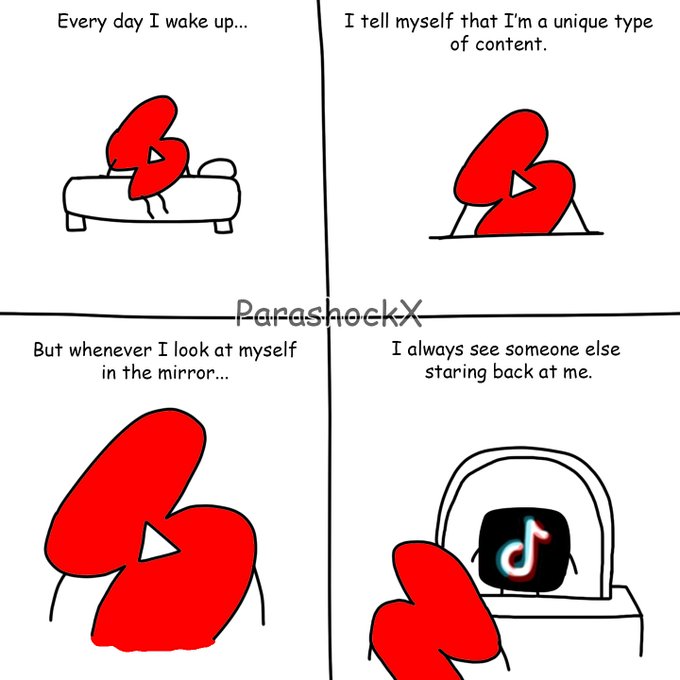 Every day I wake up...
I tell myself that I'm a unique type
of content.
ParashockX
But whenever I look at myself
in the mirror...
I always see someone else
staring back at me.